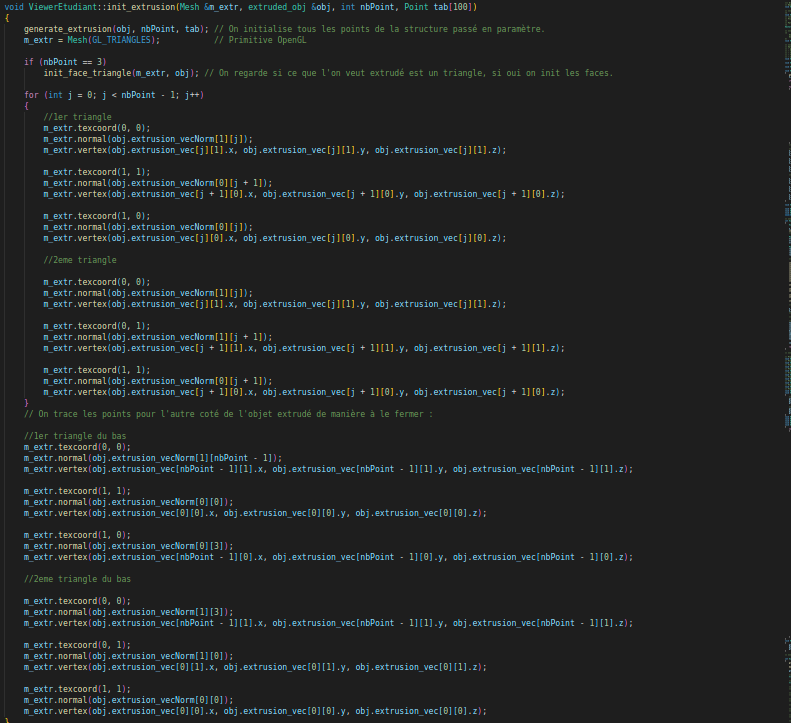 void ViewerEtudiant::init_extrusion(Mesh &m_extr, extruded_obj &obj, int nbPoint, Point tab[100])
{
generate_extrusion(obj, nbPoint, tab); // On initialise tous les points de la structure passé en paramètre.
m_extr = Mesh(GL_TRIANGLES); // Primitive OpenGL
if (nbPoint == 3)
init_face_triangle(m_extr, obj); // On regarde si ce que l'on veut extrudé est un triangle, si oui on init les faces.
for (int j = 0; j < nbPoint - 1; j++)
{
//1er triangle
m_extr.texcoord(0, 0);
m_extr.normal(obj.extrusion_vecNorm[1][j]);
m_extr.vertex(obj.extrusion_vec[j][1].x, obj.extrusion_vec[j][1].y, obj.extrusion_vec[j][1].z);
m_extr.texcoord(1, 1);
m_extr.normal(obj.extrusion_vecNorm[0][j + 1]);
m_extr.vertex(obj.extrusion_vec[j + 1][0].x, obj.extrusion_vec[j + 1][0].y, obj.extrusion_vec[j + 1][0].z);
m_extr.texcoord(1, 0);
m_extr.normal(obj.extrusion_vecNorm[0][j]);
m_extr.vertex(obj.extrusion_vec[j][0].x, obj.extrusion_vec[j][0].y, obj.extrusion_vec[j][0].z);
//2eme triangle
m_extr.texcoord(0, 0);
m_extr.normal(obj.extrusion_vecNorm[1][j]);
m_extr.vertex(obj.extrusion_vec[j][1].x, obj.extrusion_vec[j][1].y, obj.extrusion_vec[j][1].z);
m_extr.texcoord(0, 1);
m_extr.normal(obj.extrusion_vecNorm[1][j + 1]);
m_extr.vertex(obj.extrusion_vec[j + 1][1].x, obj.extrusion_vec[j + 1][1].y, obj.extrusion_vec[j + 1][1].z);
m_extr.texcoord(1, 1);
m_extr.normal(obj.extrusion_vecNorm[0][j + 1]);
m_extr.vertex(obj.extrusion_vec[j + 1][0].x, obj.extrusion_vec[j + 1][0].y, obj.extrusion_vec[j + 1][0].z);
}
// On trace les points pour l'autre coté de l'objet extrudé de manière à le fermer :
//1er triangle du bas
m_extr.texcoord(0, 0);
m_extr.normal(obj.extrusion_vecNorm[1][nbPoint - 1]);
m_extr.vertex(obj.extrusion_vec[nbPoint - 1][1].x, obj.extrusion_vec[nbPoint - 1][1].y, obj.extrusion_vec[nbPoint - 1][1].z);
m_extr.texcoord(1, 1);
m_extr.normal(obj.extrusion_vecNorm[0][0]);
m_extr.vertex(obj.extrusion_vec[0][0].x, obj.extrusion_vec[0][0].y, obj.extrusion_vec[0][0].z);
m_extr.texcoord(1, 0);
m_extr.normal(obj.extrusion_vecNorm[0][3]);
m_extr.vertex(obj.extrusion_vec[nbPoint - 1][0].x, obj.extrusion_vec[nbPoint - 1][0].y, obj.extrusion_vec[nbPoint - 1][0].z);
//2eme triangle du bas
m_extr.texcoord(0, 0);
m_extr.normal(obj.extrusion_vecNorm[1][3]);
m_extr.vertex(obj.extrusion_vec[nbPoint - 1][1].x, obj.extrusion_vec[nbPoint - 1][1].y, obj.extrusion_vec[nbPoint - 1][1].z);
m_extr.texcoord(0, 1);
m_extr.normal(obj.extrusion_vecNorm[1][0]);
m_extr.vertex(obj.extrusion_vec[0][1].x, obj.extrusion_vec[0][1].y, obj.extrusion_vec[0][1].z);
m_extr.texcoord(1, 1);
m_extr.normal(obj.extrusion_vecNorm[0][0]);
m_extr.vertex(obj.extrusion_vec[0][0].x, obj.extrusion_vec[0][0].y, obj.extrusion_vec[0][0].z);
}